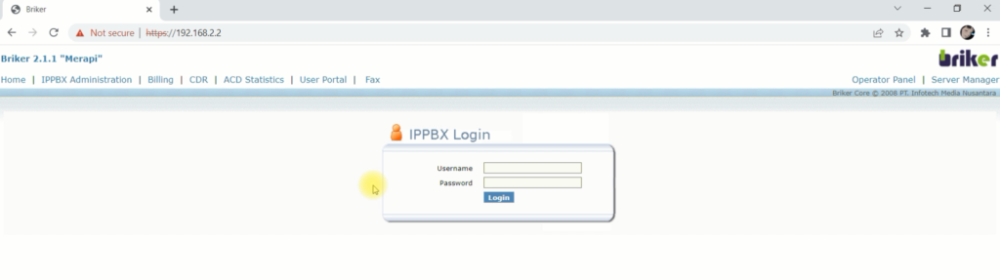 Briker
Not secure | https://192.168.2.2
Briker 2.1.1 "Merapi"
briker
Home | IPPBX Administration | Billing | CDR | ACD Statistics | User Portal | Fax
Operator Panel | Server Manager
Briker Core © 2008 PT. Infotech Media Nusantara
IPPBX Login
Username
Password
Login